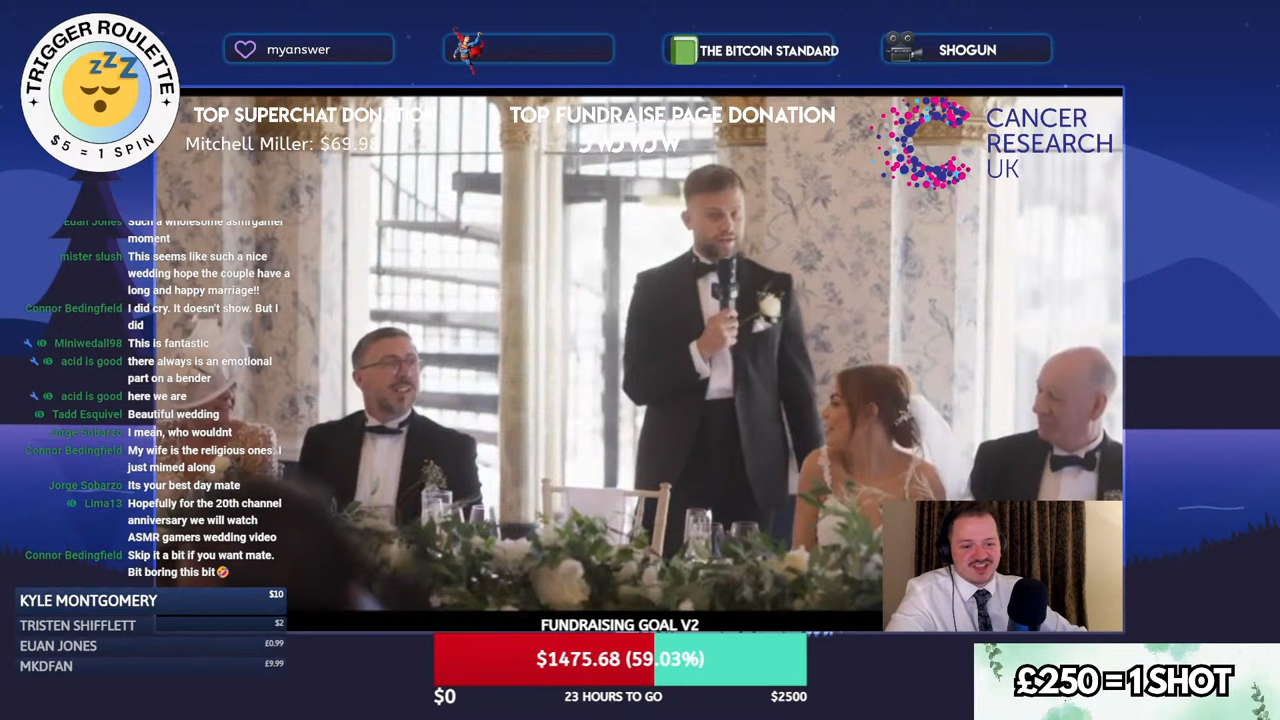 TRIGGER ROULETTE
$5 = 1 SPIN
zzz
myanswer
THE BITCOIN STANDARD
SHOGUN
TOP SUPERCHAT DONATION
Mitchell Miller: $69.98
TOP FUNDRAISE PAGE DONATION
JWJWJW
CANCER
RESEARCH
UK
Euan Jones Such a wholesome asmrgamer
moment
mister slush This seems like such a nice
wedding hope the couple have a
long and happy marriage!!
Connor Bedingfield I did cry. It doesn't show. But I
did
Miniwedall98 This is fantastic
acid is good there always is an emotional
part on a bender
acid is good here we are
Tadd Esquivel Beautiful wedding
Jorge Sobarzo I mean, who wouldnt
Connor Bedingfield My wife is the religious ones. I
just mimed along
Jorge Sobarzo Its your best day mate
Lima13 Hopefully for the 20th channel
anniversary we will watch
ASMR gamers wedding video
Connor Bedingfield Skip it a bit if you want mate.
Bit boring this bit🤣
KYLE MONTGOMERY $10
TRISTEN SHIFFLETT $2
EUAN JONES £0.99
MKDFAN £9.99
FUNDRAISING GOAL V2
$1475.68 (59.03%)
$0 23 HOURS TO GO $2500
£250 = 1 SHOT